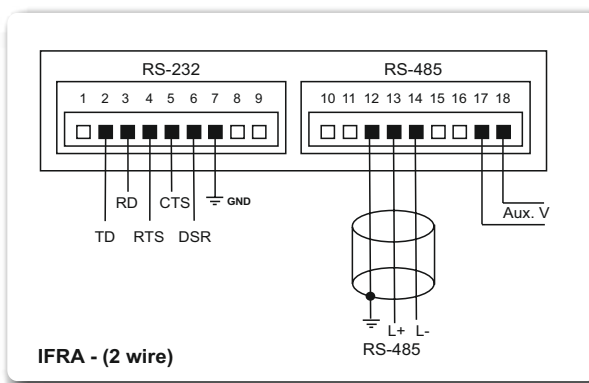 RS-232 RS-485
1 2 3 4 5 6 7 8 9 10 11 12 13 14 15 16 17 18
RD CTS GND
TD RTS DSR
Aux. V
L+ L-
RS-485
IFRA - (2 wire)